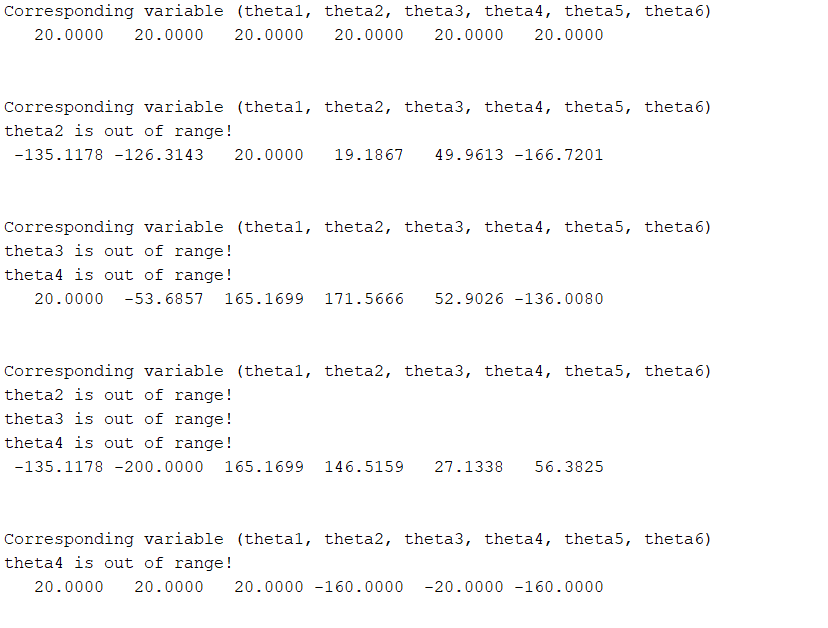 Corresponding variable (theta1, theta2, theta3, theta4, theta5, theta6)
20.0000 20.0000 20.0000 20.0000 20.0000 20.0000
Corresponding variable (theta1, theta2, theta3, theta4, theta5, theta6)
theta2 is out of range!
-135.1178 -126.3143 20.0000 19.1867 49.9613 -166.7201
Corresponding variable (theta1, theta2, theta3, theta4, theta5, theta6)
theta3 is out of range!
theta4 is out of range!
20.0000 -53.6857 165.1699 171.5666 52.9026 -136.0080
Corresponding variable (theta1, theta2, theta3, theta4, theta5, theta6)
theta2 is out of range!
theta3 is out of range!
theta4 is out of range!
-135.1178 -200.0000 165.1699 146.5159 27.1338 56.3825
Corresponding variable (theta1, theta2, theta3, theta4, theta5, theta6)
theta4 is out of range!
20.0000 20.0000 20.0000 -160.0000 -20.0000 -160.0000